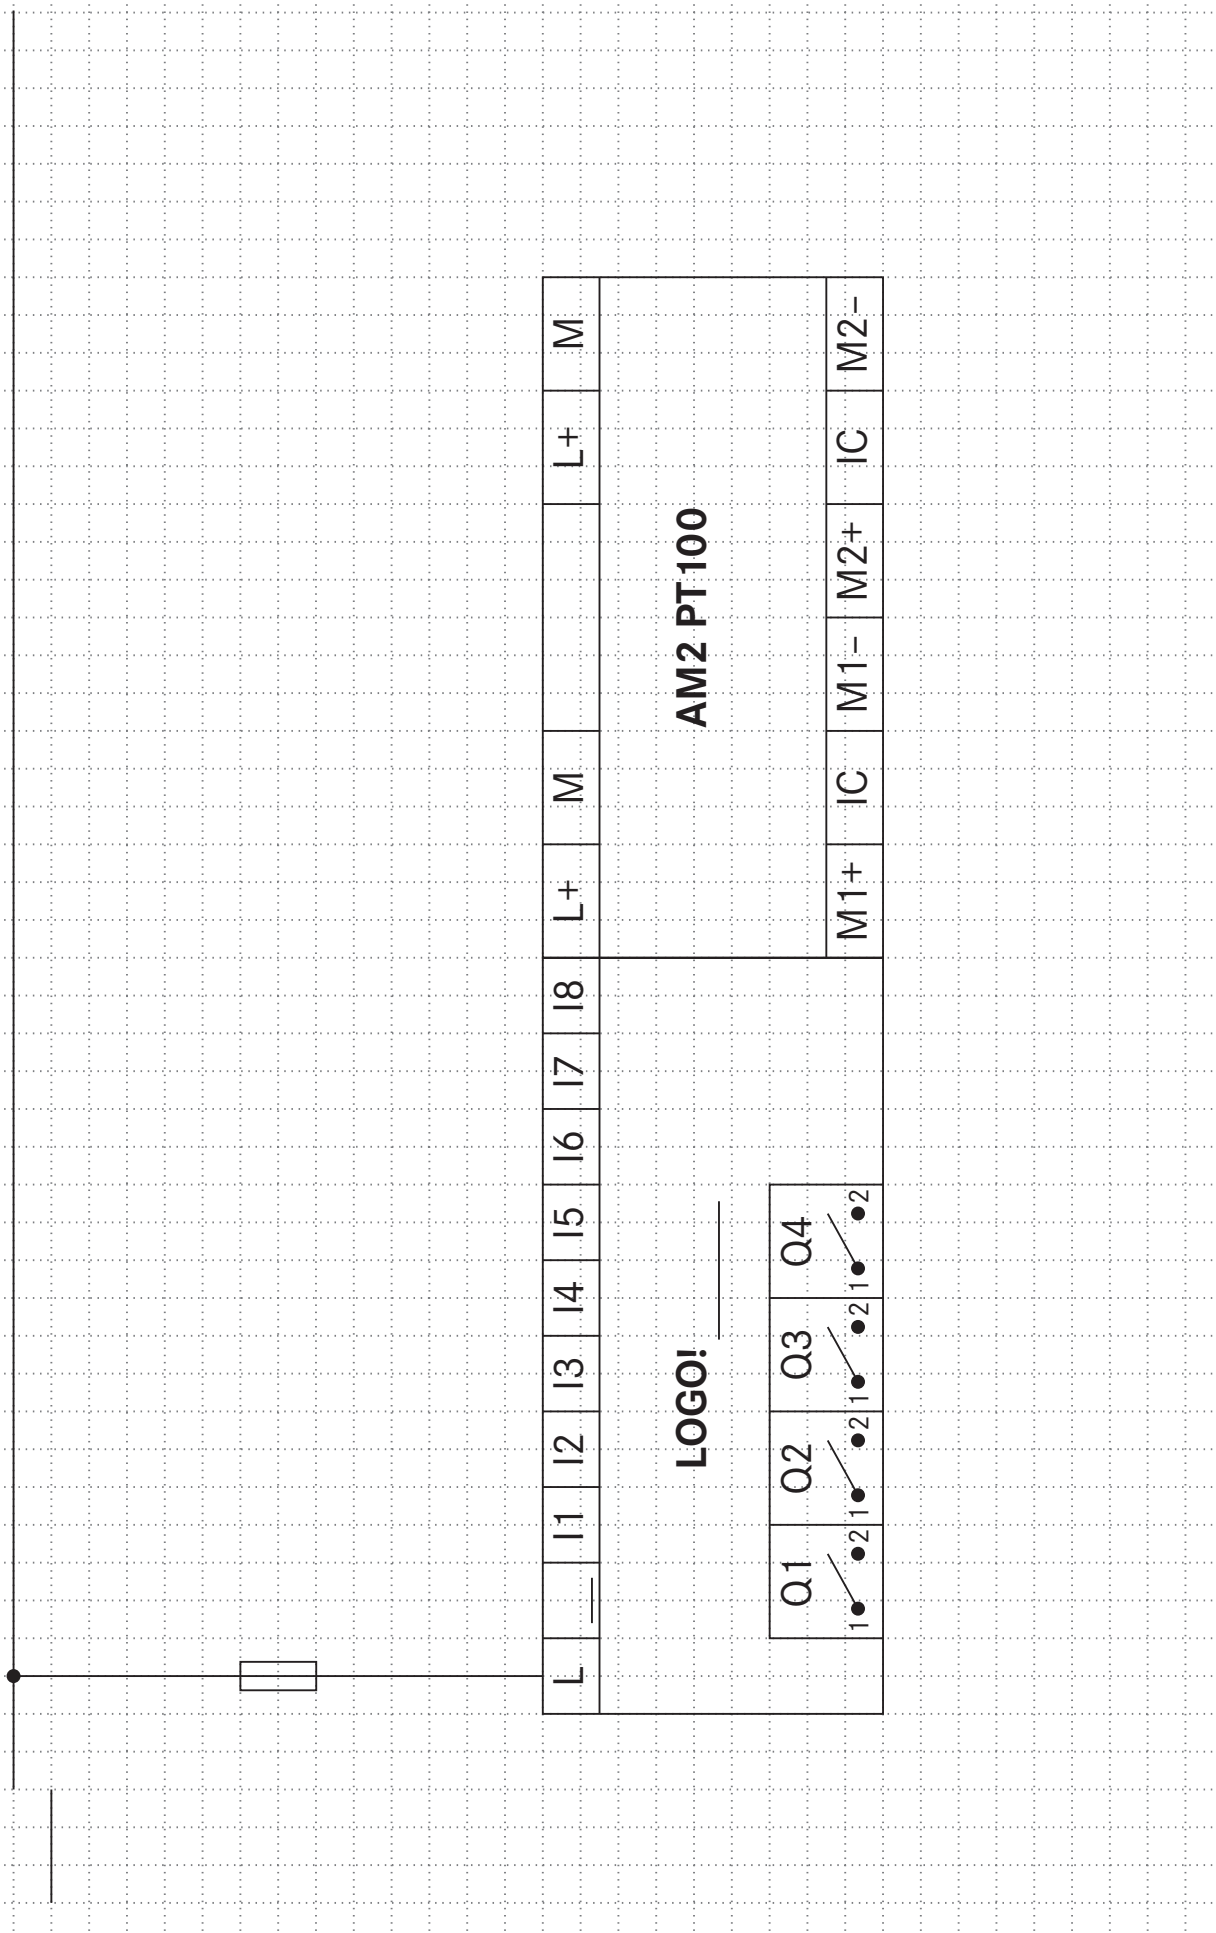 L I1 I2 I3 I4 I5 I6 I7 I8 L+ M L+ M
LOGO! AM2 PT100
Q1 Q2 Q3 Q4
1 2 1 2 1 2 1 2
M1+ IC M1– M2+ IC M2–